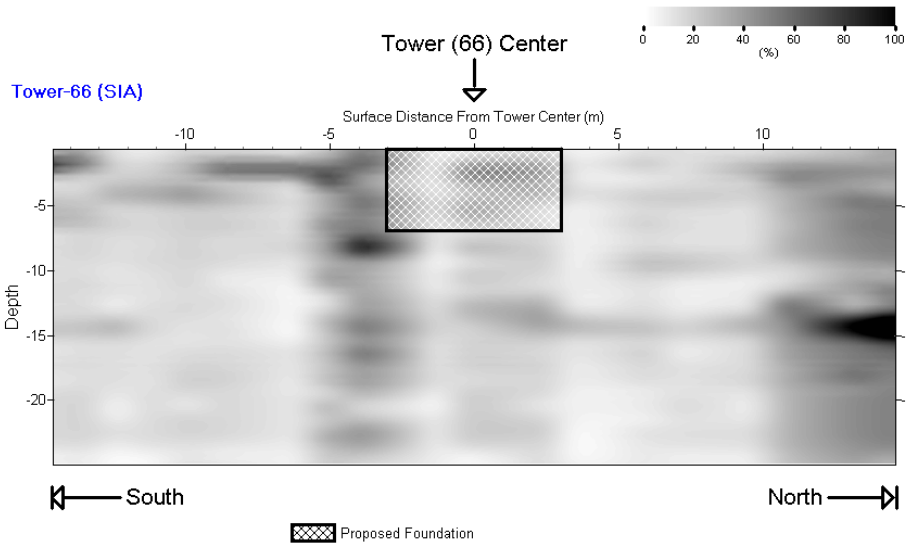 0 20 40 60 80 100
(%)
Tower (66) Center
Tower-66 (SIA)
Surface Distance From Tower Center (m)
-10 -5 0 5 10
-5
-10
Depth
-15
-20
South North
Proposed Foundation